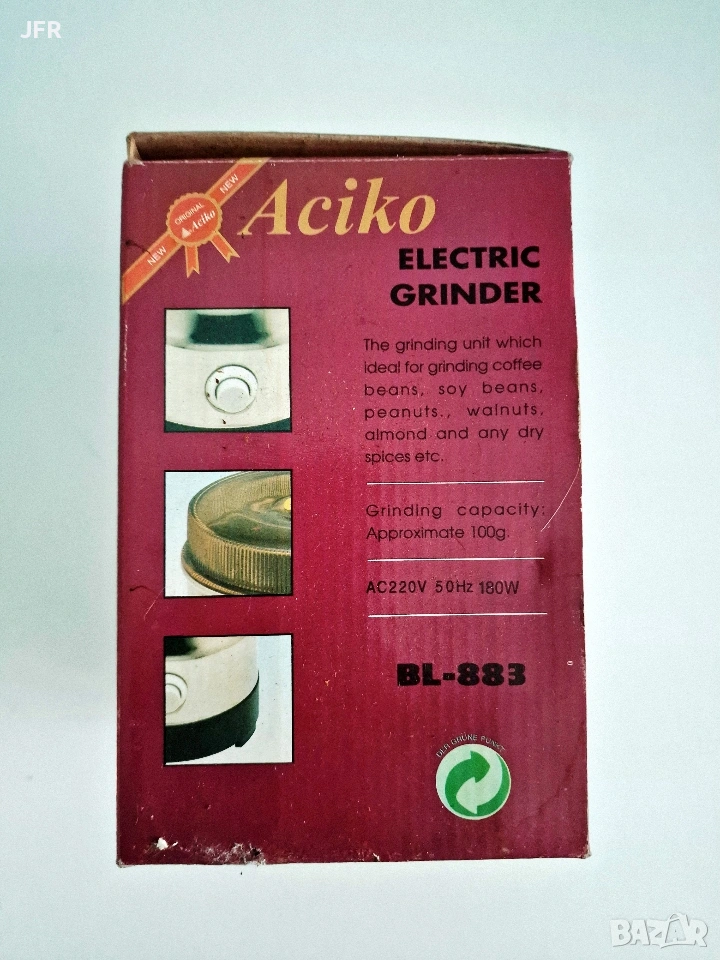 JFR
NEW
ORIGINAL
Aciko
NEW
Aciko
ELECTRIC
GRINDER
The grinding unit which
ideal for grinding coffee
beans, soy beans,
peanuts., walnuts,
almond and any dry
spices etc.
Grinding capacity:
Approximate 100g.
AC220V 50Hz 180W
BL-883
DER GRÜNE PUNKT
BAZAR